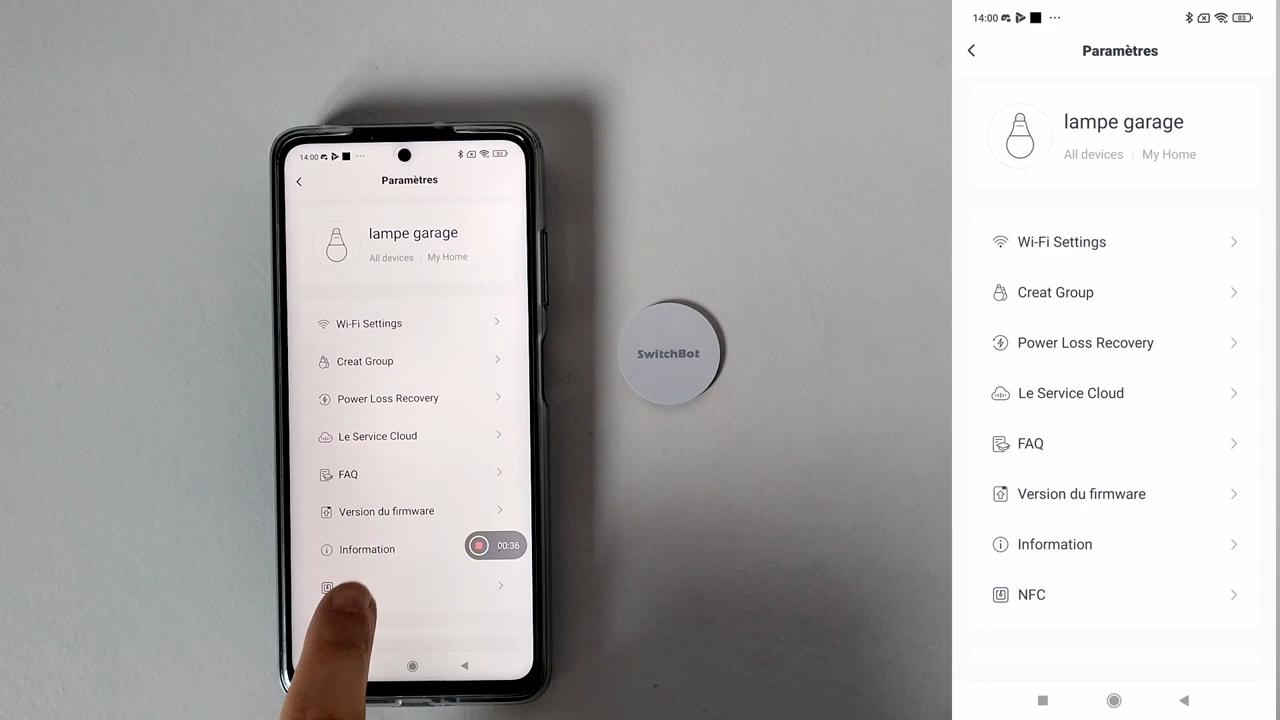 14:00
Paramètres
lampe garage
All devices | My Home
Wi-Fi Settings
Creat Group
Power Loss Recovery
Le Service Cloud
FAQ
Version du firmware
Information
00:36
SwitchBot
14:00
83
Paramètres
lampe garage
All devices | My Home
Wi-Fi Settings
Creat Group
Power Loss Recovery
Le Service Cloud
FAQ
Version du firmware
Information
NFC